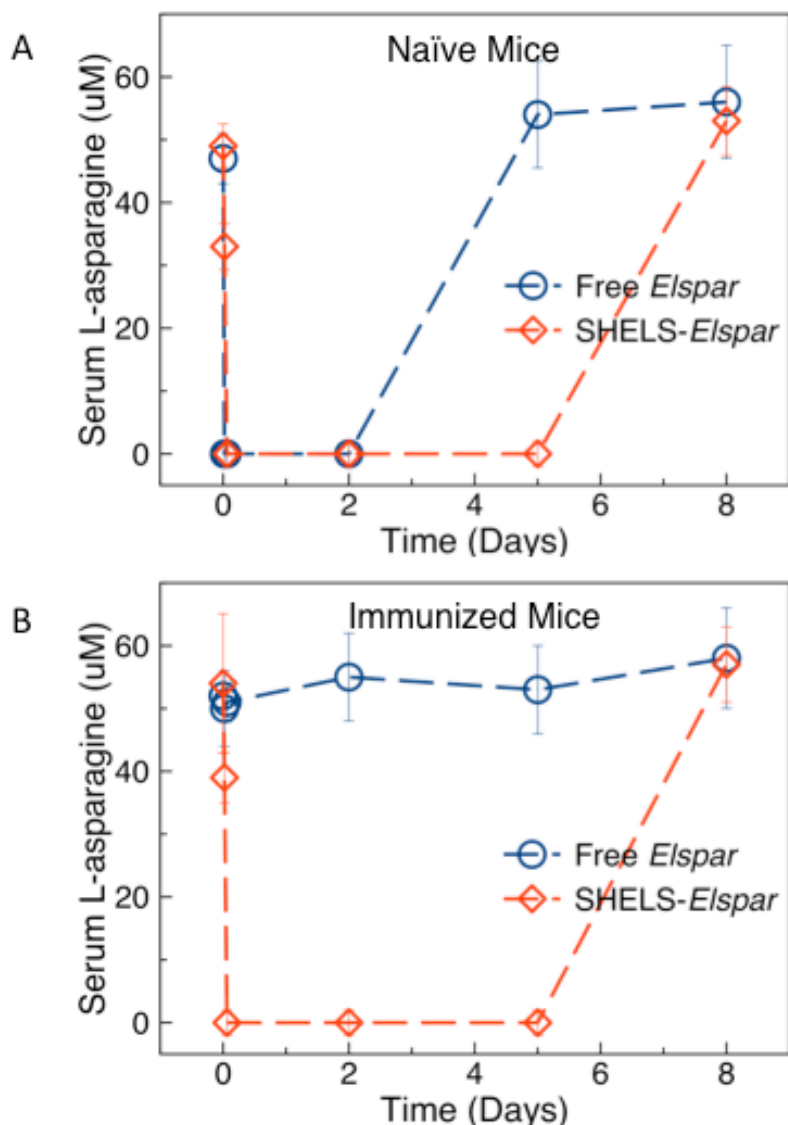 A
Naïve Mice
Serum L-asparagine (uM)
60
40
20
0
Free Elspar
SHELS-Elspar
0 2 4 6 8
Time (Days)
B
Immunized Mice
Serum L-asparagine (uM)
60
40
20
0
Free Elspar
SHELS-Elspar
0 2 4 6 8
Time (Days)